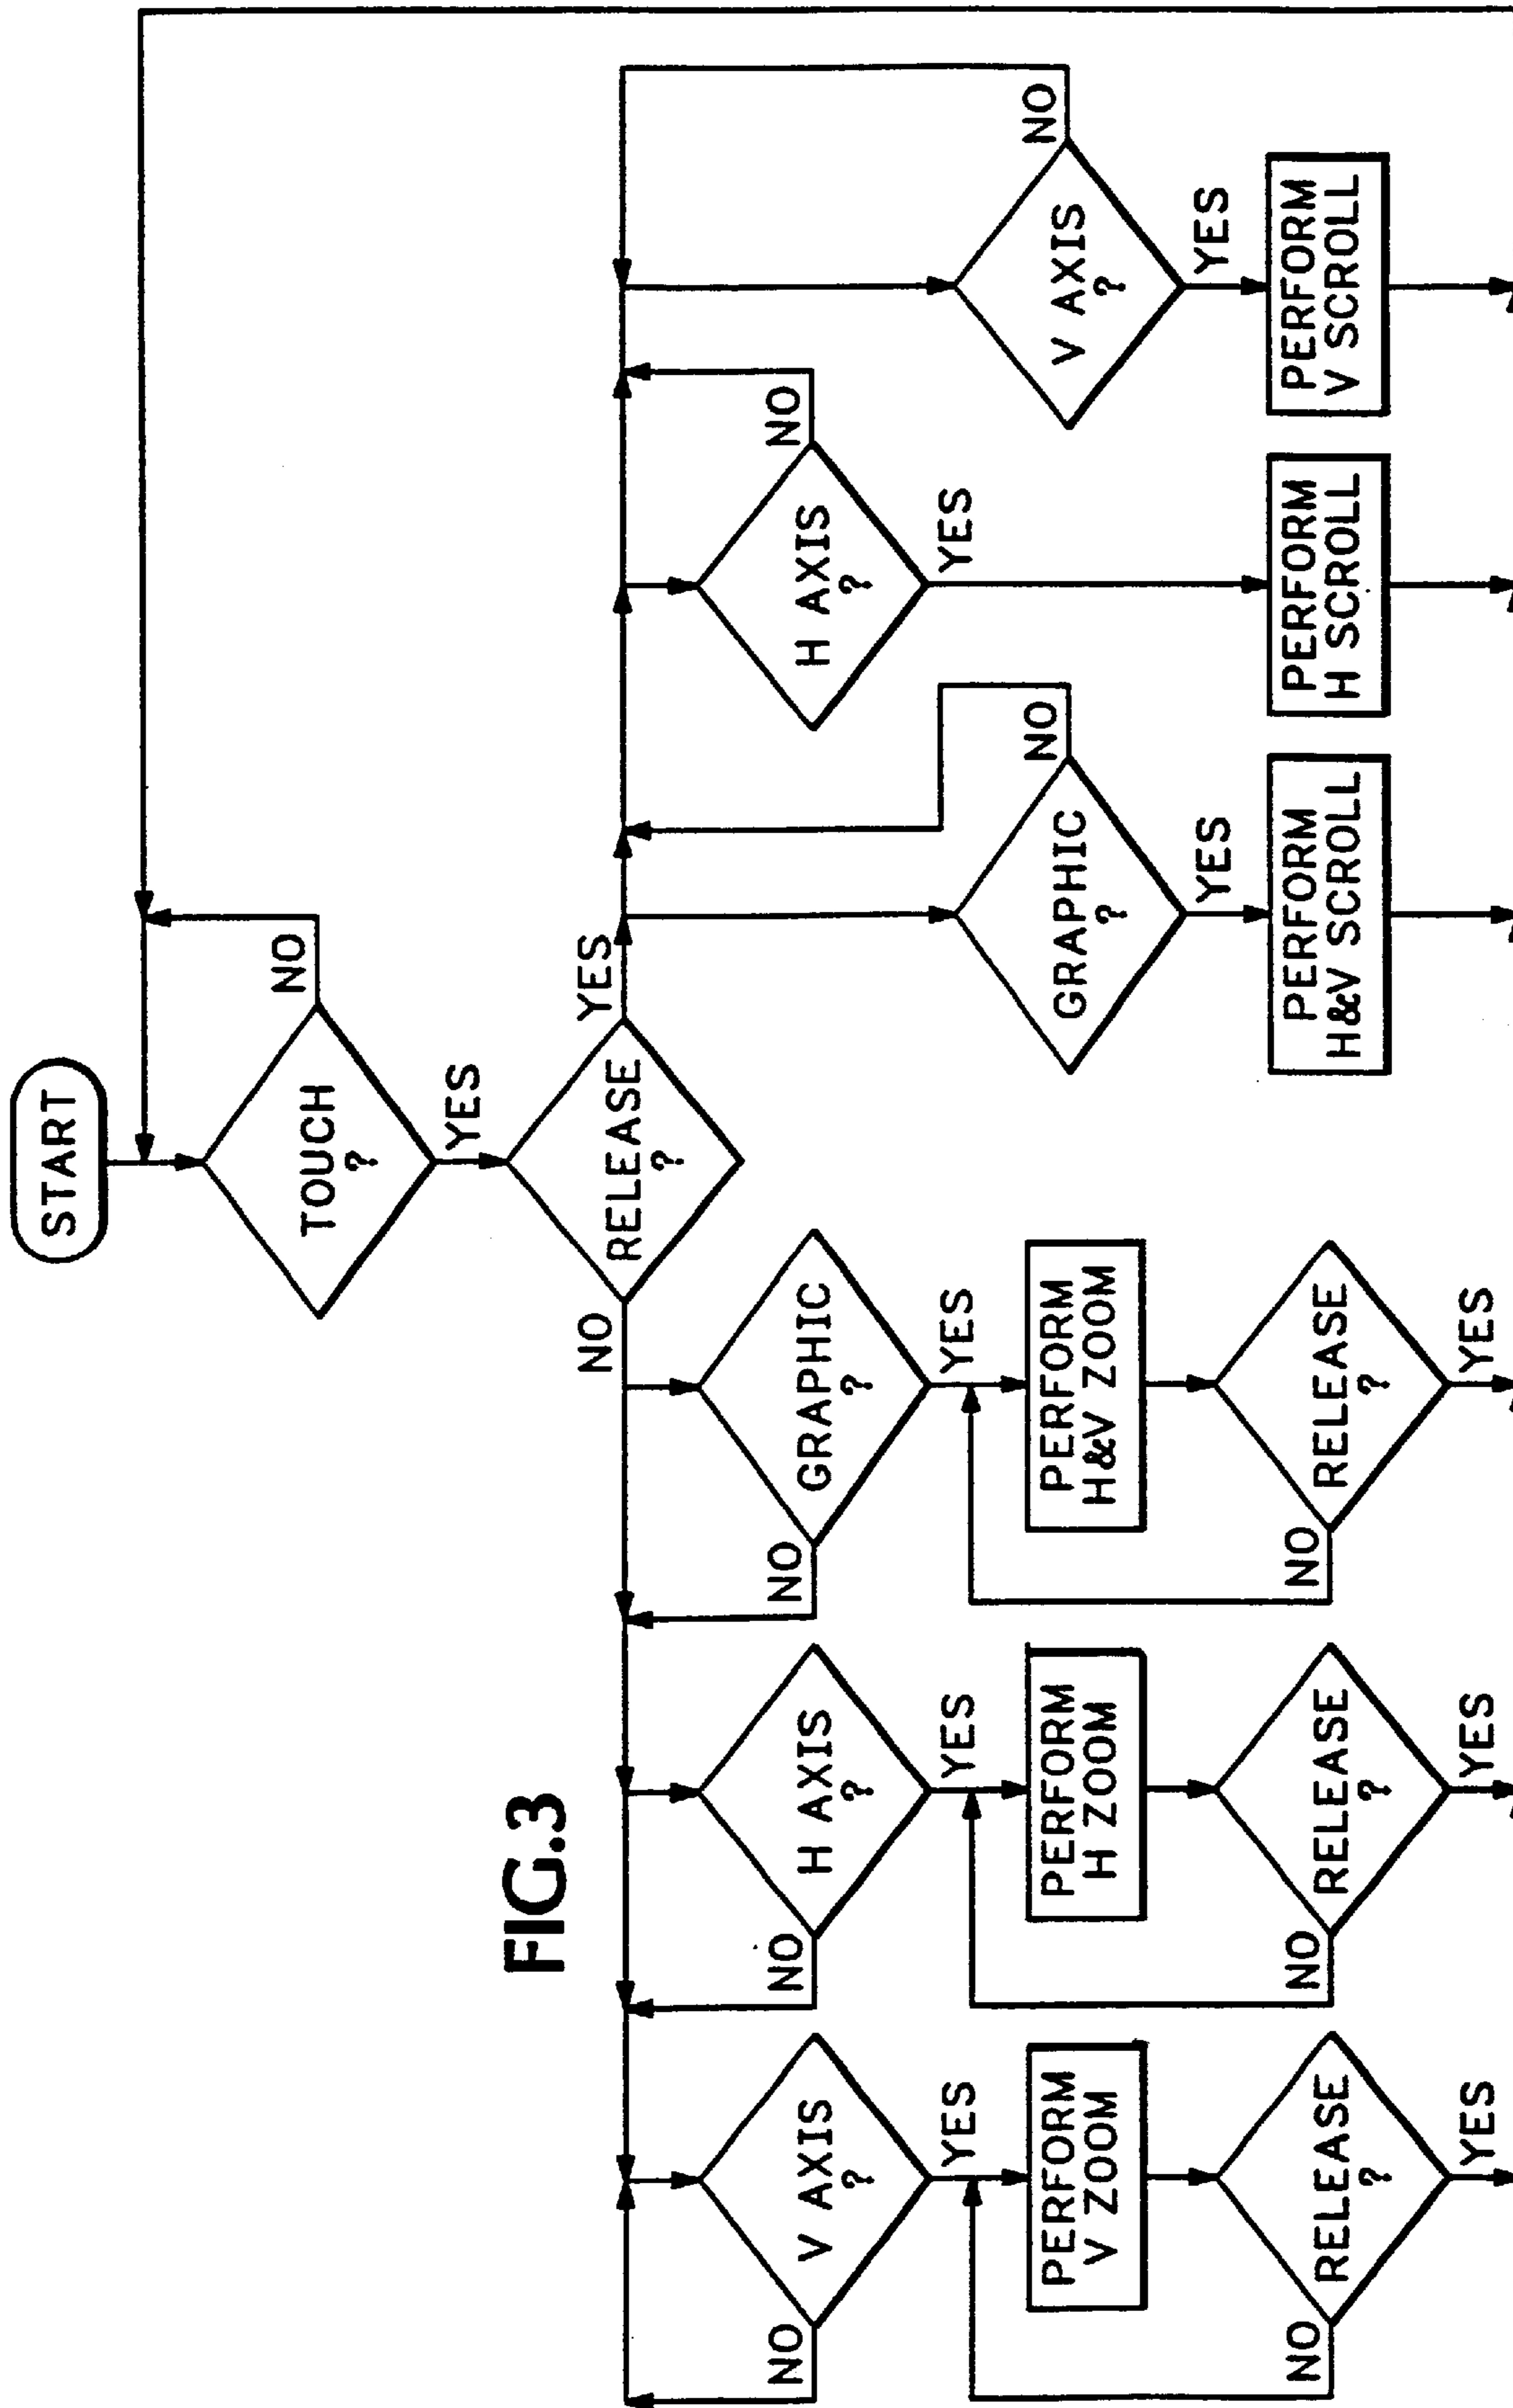 FIG.3
START
TOUCH
?
NO
YES
RELEASE
?
NO
YES
V AXIS
?
NO
YES
PERFORM
V ZOOM
RELEASE
?
NO
YES
H AXIS
?
NO
YES
PERFORM
H ZOOM
RELEASE
?
NO
YES
GRAPHIC
?
NO
YES
PERFORM
H&V ZOOM
RELEASE
?
NO
YES
GRAPHIC
?
NO
YES
PERFORM
H&V SCROLL
H AXIS
?
NO
YES
PERFORM
H SCROLL
V AXIS
?
NO
YES
PERFORM
V SCROLL